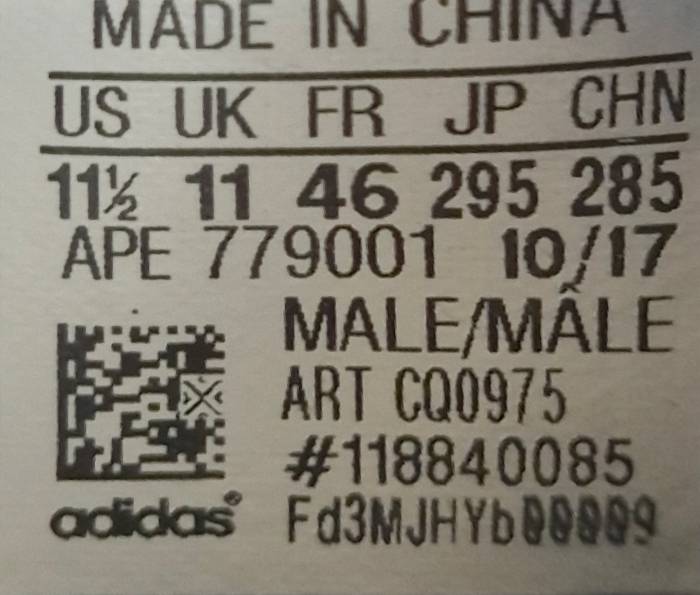 MADE IN CHINA
US UK FR JP CHN
11½ 11 46 295 285
APE 779001 10/17
MALE/MÂLE
ART CQ0975
#118840085
adidas®